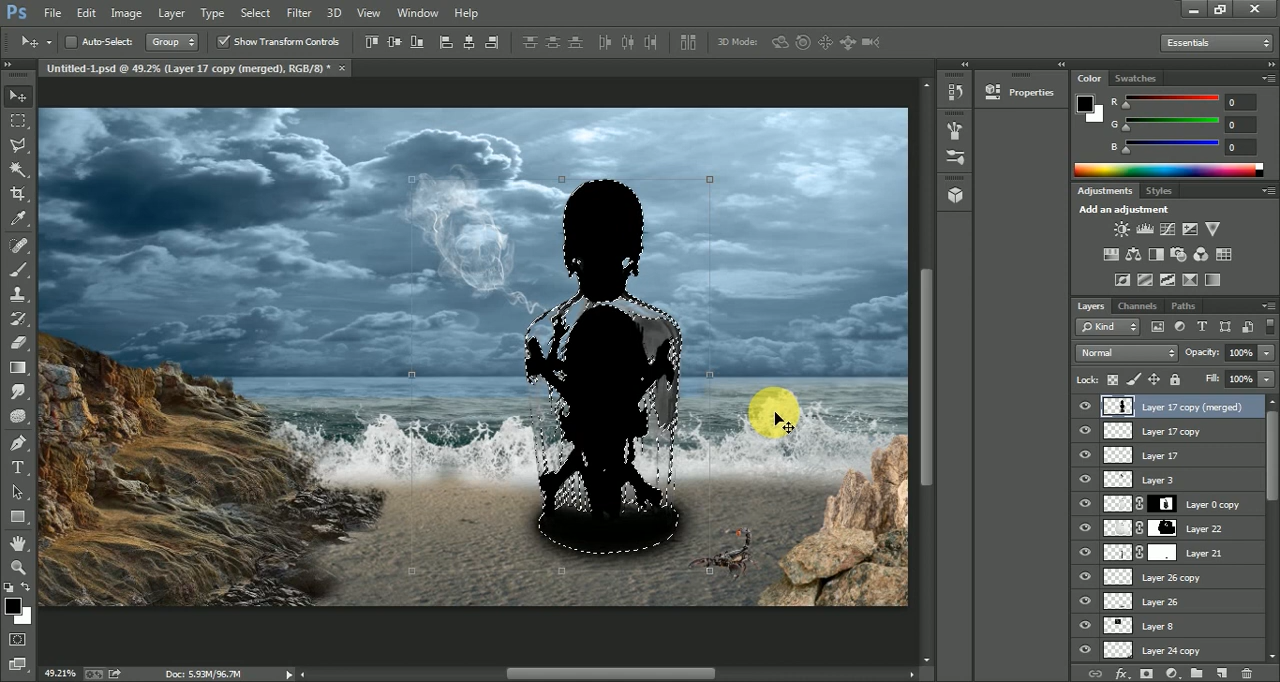 Ps File Edit Image Layer Type Select Filter 3D View Window Help
Auto-Select: Group Show Transform Controls 3D Mode: Essentials
Untitled-1.psd @ 49.2% (Layer 17 copy (merged), RGB/8) * ×
Properties
Color Swatches
R 0
G 0
B 0
Adjustments Styles
Add an adjustment
Layers Channels Paths
Kind
Normal Opacity: 100%
Lock: Fill: 100%
Layer 17 copy (merged)
Layer 17 copy
Layer 17
Layer 3
Layer 0 copy
Layer 22
Layer 21
Layer 26 copy
Layer 26
Layer 8
Layer 24 copy
49.21% Doc: 5.93M/96.7M